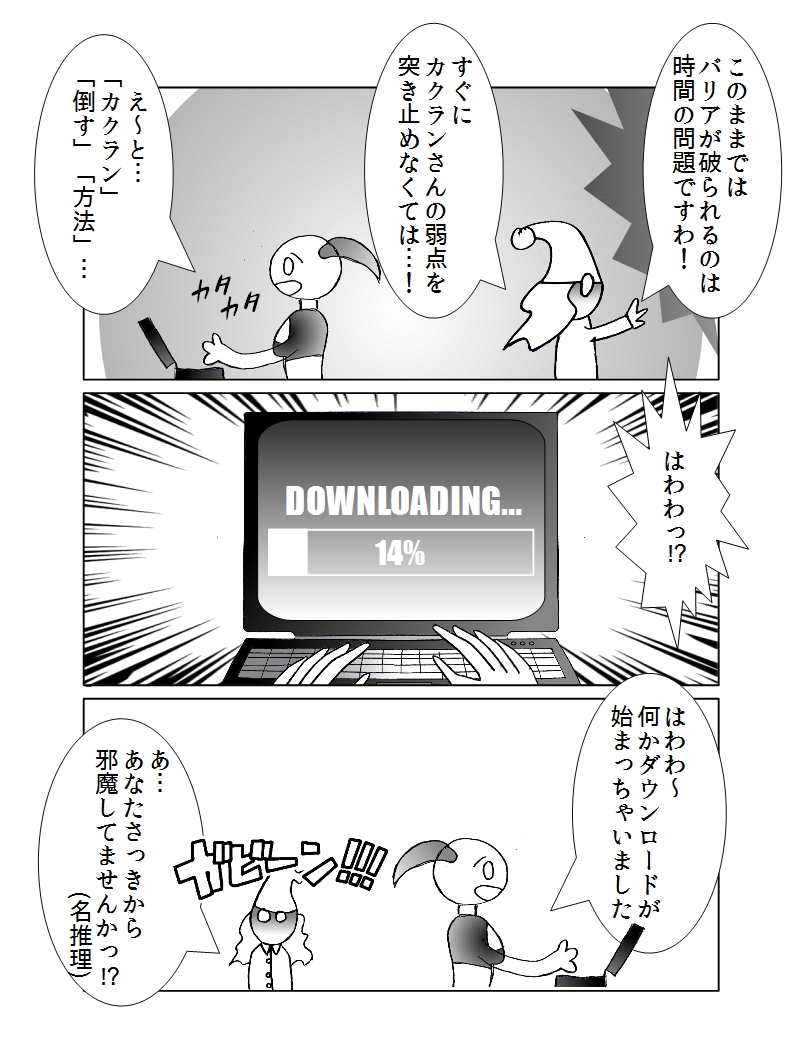 このままでは
バリアが破られるのは
時間の問題ですわ！
すぐに
カクランさんの弱点を
突き止めなくては…！
え～と…
「カクラン」
「倒す」「方法」…
カタ
カタ
はわわっ!?
DOWNLOADING...
14%
はわわ～
何かダウンロードが
始まっちゃいました
ガビーン!!!
あ…
あなたさっきから
邪魔してませんかっ!?
(名推理)